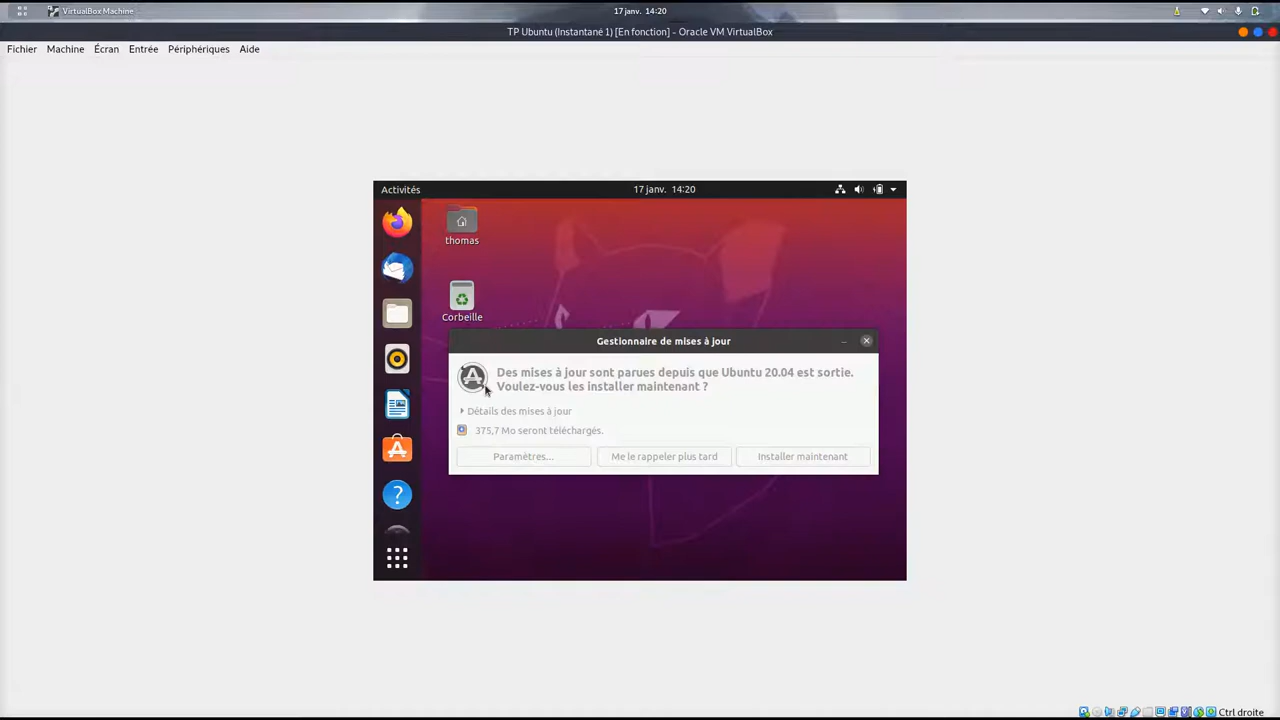 VirtualBox Machine
17 janv. 14:20
TP Ubuntu (Instantané 1) [En fonction] - Oracle VM VirtualBox
Fichier Machine Écran Entrée Périphériques Aide
Activités 17 janv. 14:20
thomas
Corbeille
Gestionnaire de mises à jour
Des mises à jour sont parues depuis que Ubuntu 20.04 est sortie.
Voulez-vous les installer maintenant ?
Détails des mises à jour
375,7 Mo seront téléchargés.
Paramètres... Me le rappeler plus tard Installer maintenant
Ctrl droite